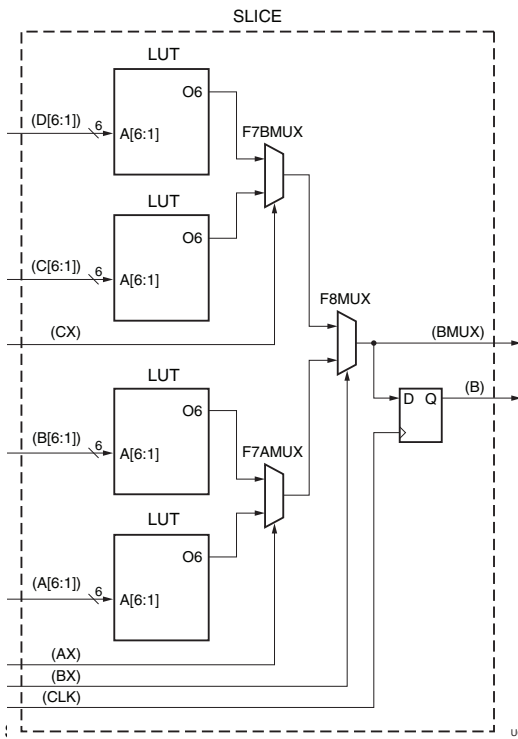 SLICE
LUT
(D[6:1])
6
A[6:1]
O6
F7BMUX
LUT
(C[6:1])
6
A[6:1]
O6
(CX)
F8MUX
(BMUX)
LUT
(B[6:1])
6
A[6:1]
O6
F7AMUX
D Q
(B)
LUT
(A[6:1])
6
A[6:1]
O6
(AX)
(BX)
(CLK)